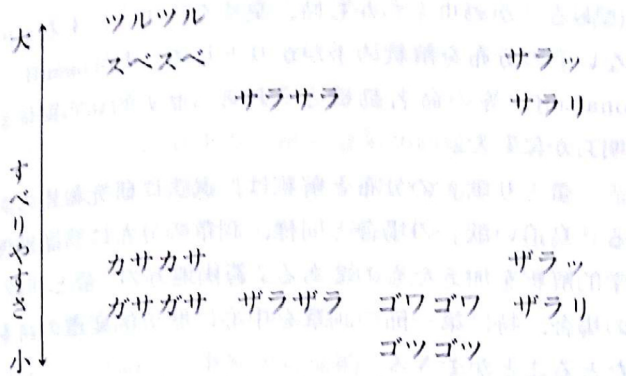 大
すべりやすさ
小
ツルツル
スベスベ ザラッ
サラサラ サラリ
カサカサ ザラッ
ガサガサ ザラザラ ゴワゴワ ザラリ
ゴツゴツ